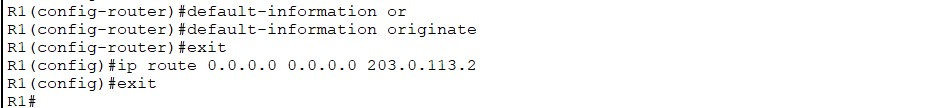 R1(config-router)#default-information or
R1(config-router)#default-information originate
R1(config-router)#exit
R1(config)#ip route 0.0.0.0 0.0.0.0 203.0.113.2
R1(config)#exit
R1#